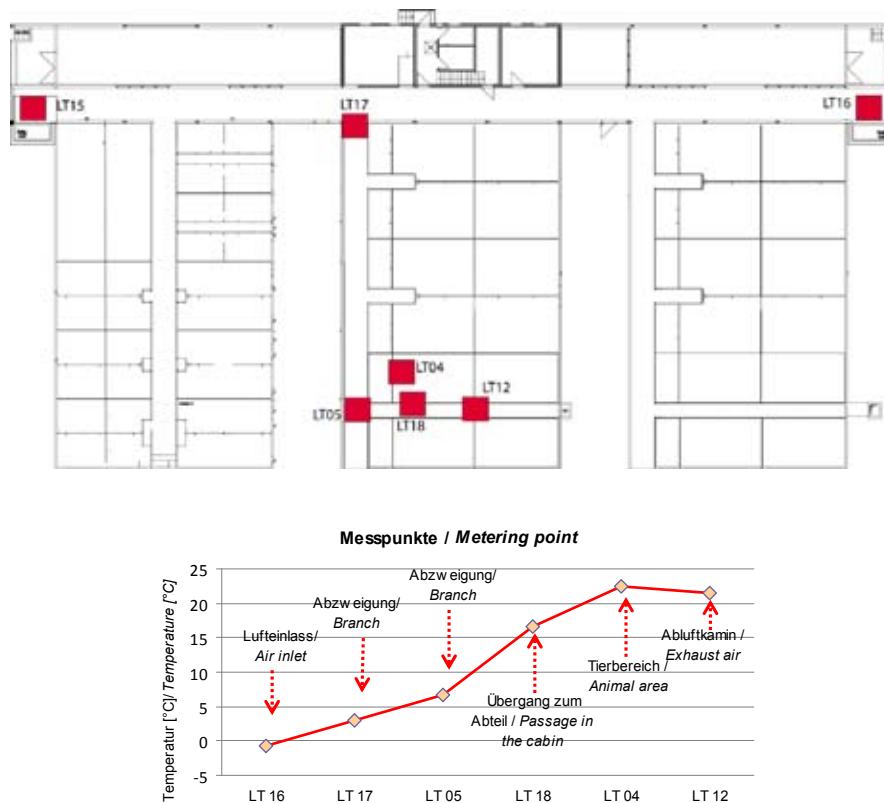 LT15
LT17
LT16
LT04
LT12
LT05
LT18
Messpunkte / Metering point
Temperatur [°C]/ Temperature [°C]
25
20
15
10
5
0
-5
Lufteinlass/
Air inlet
Abzweigung/
Branch
Abzweigung/
Branch
Übergang zum
Abteil / Passage in
the cabin
Tierbereich /
Animal area
Abluftkamin /
Exhaust air
LT 16
LT 17
LT 05
LT 18
LT 04
LT 12